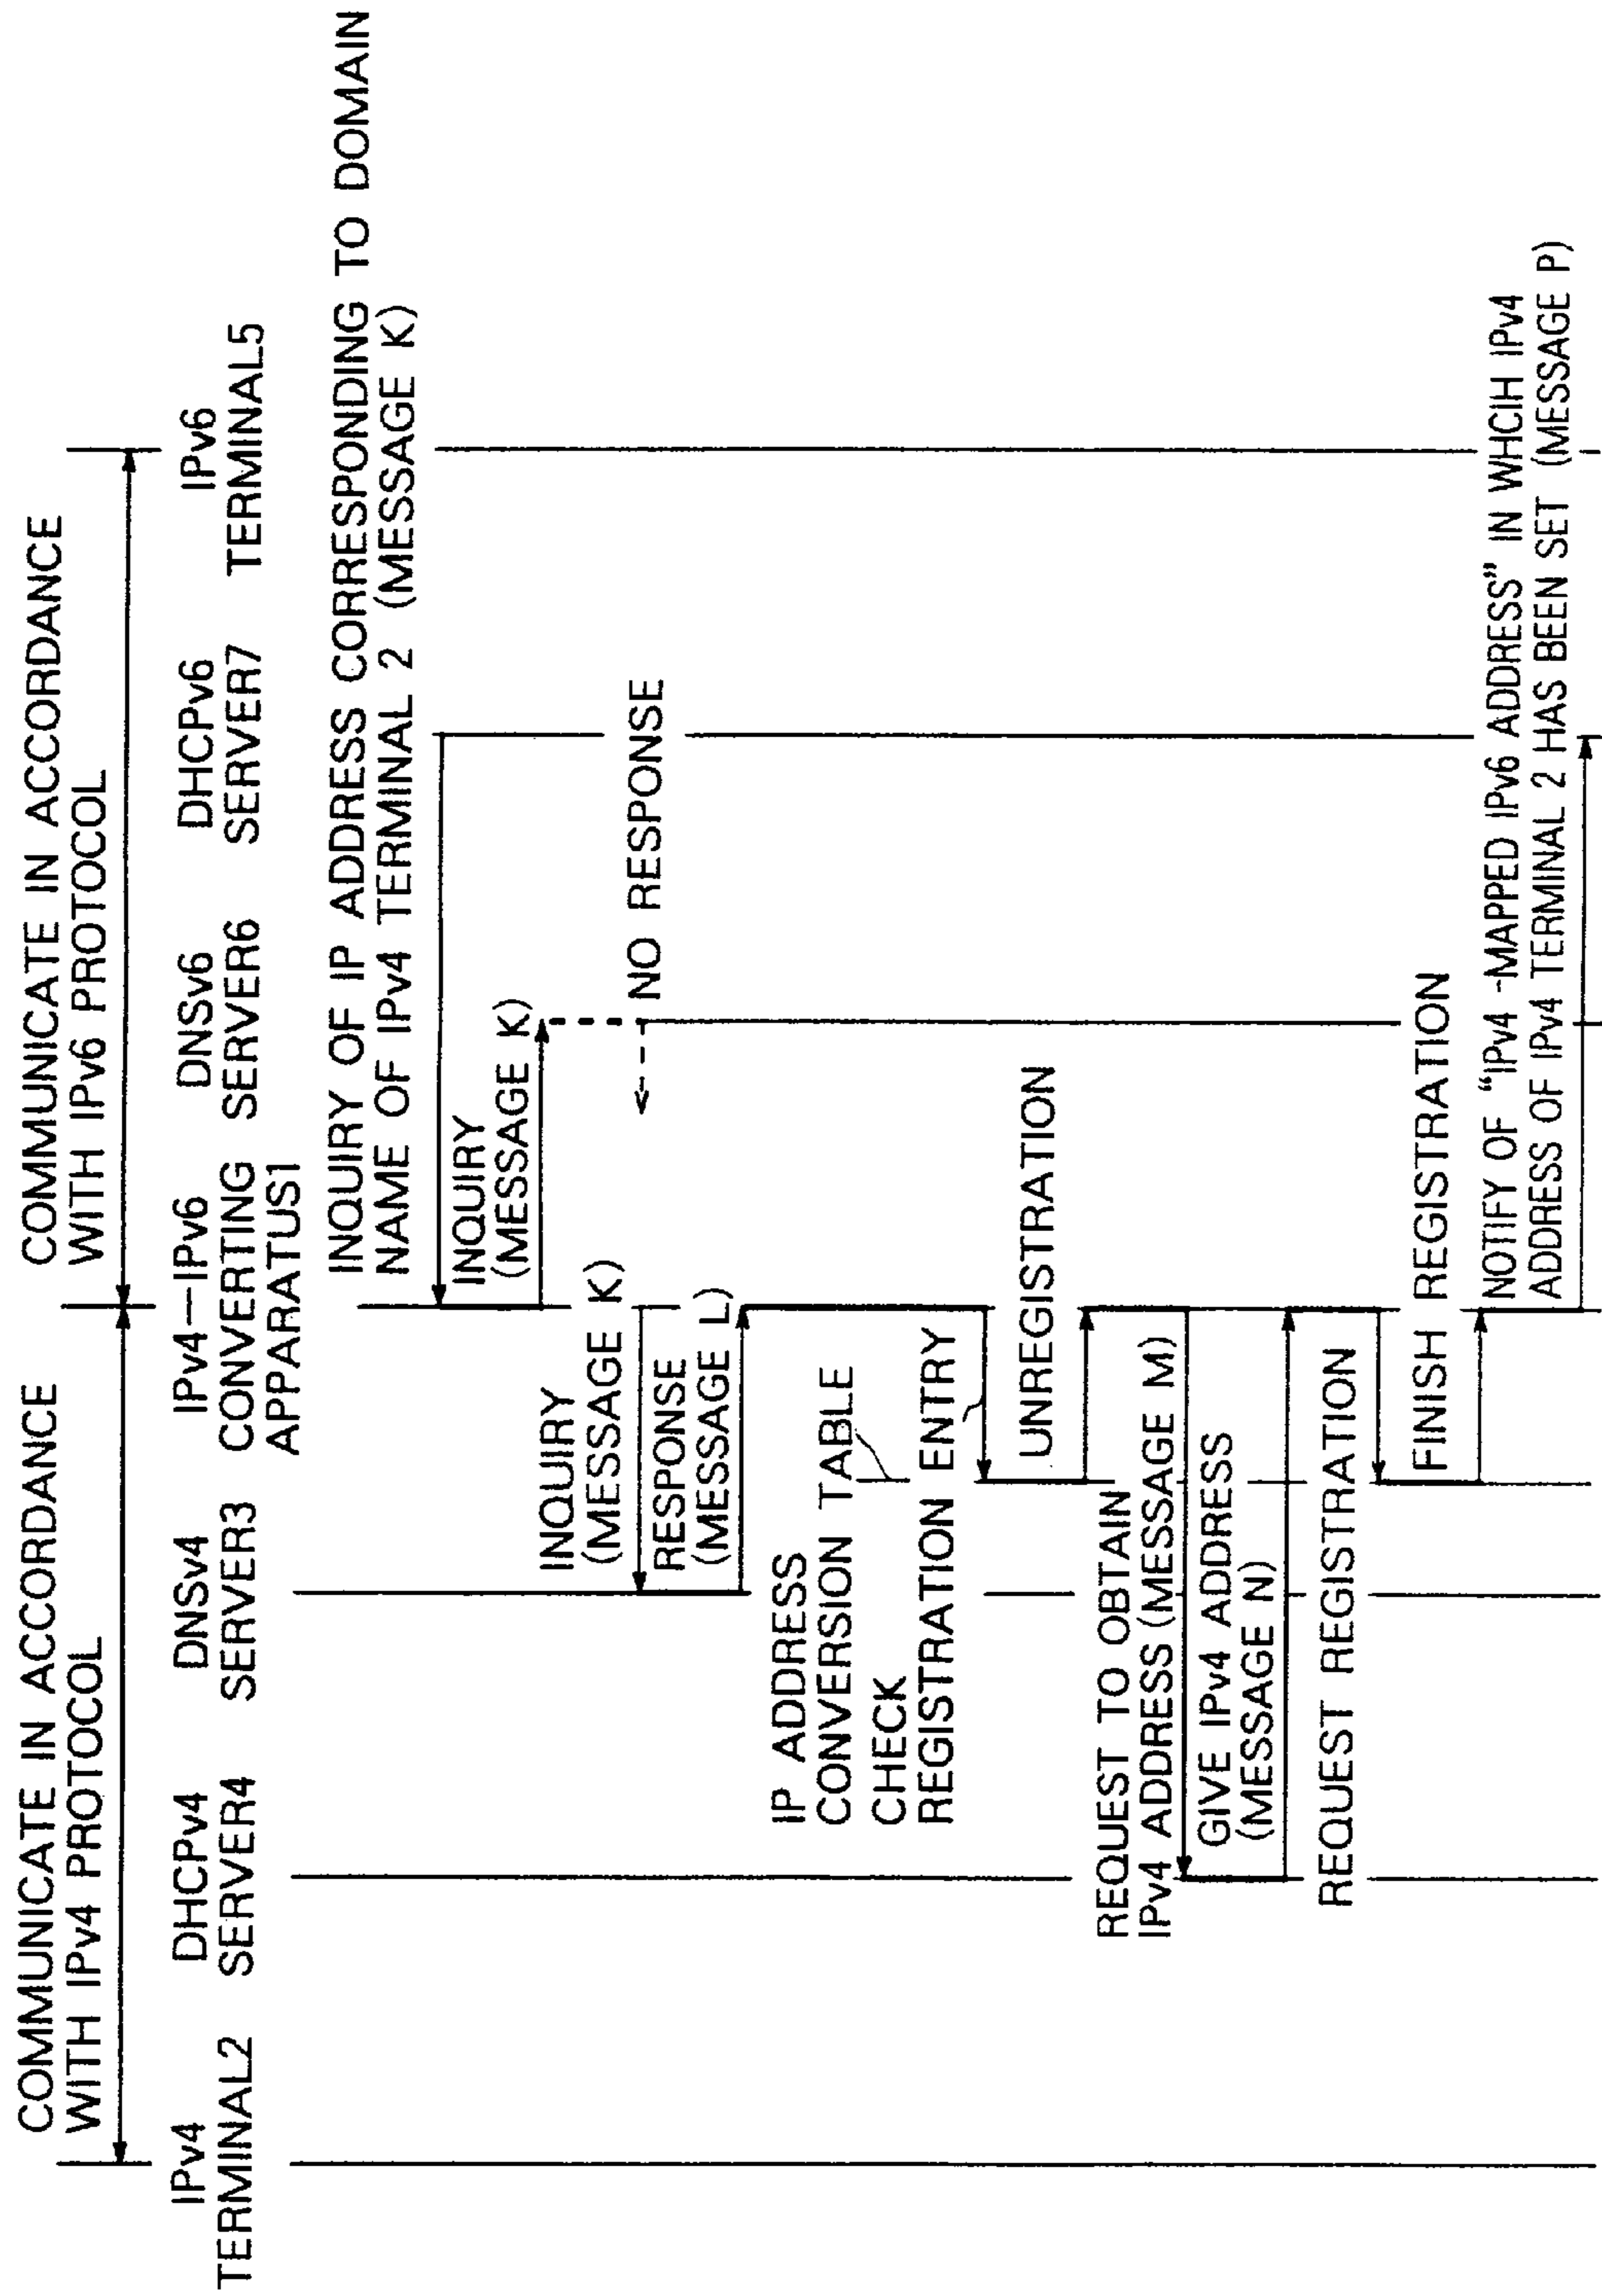 COMMUNICATE IN ACCORDANCE
WITH IPv4 PROTOCOL
COMMUNICATE IN ACCORDANCE
WITH IPv6 PROTOCOL
IPv4
TERMINAL2
DHCPv4
SERVER4
DNSv4
SERVER3
IPv4—IPv6
CONVERTING
APPARATUS1
DNSv6
SERVER6
DHCPv6
SERVER7
IPv6
TERMINAL5
INQUIRY OF IP ADDRESS CORRESPONDING TO DOMAIN
NAME OF IPv4 TERMINAL 2 (MESSAGE K)
INQUIRY
(MESSAGE K)
NO RESPONSE
INQUIRY
(MESSAGE K)
RESPONSE
(MESSAGE L)
IP ADDRESS
CONVERSION TABLE
CHECK
REGISTRATION ENTRY
UNREGISTRATION
REQUEST TO OBTAIN
IPv4 ADDRESS (MESSAGE M)
GIVE IPv4 ADDRESS
(MESSAGE N)
REQUEST REGISTRATION
FINISH REGISTRATION
NOTIFY OF "IPv4 -MAPPED IPv6 ADDRESS" IN WHCIH IPv4
ADDRESS OF IPv4 TERMINAL 2 HAS BEEN SET (MESSAGE P)